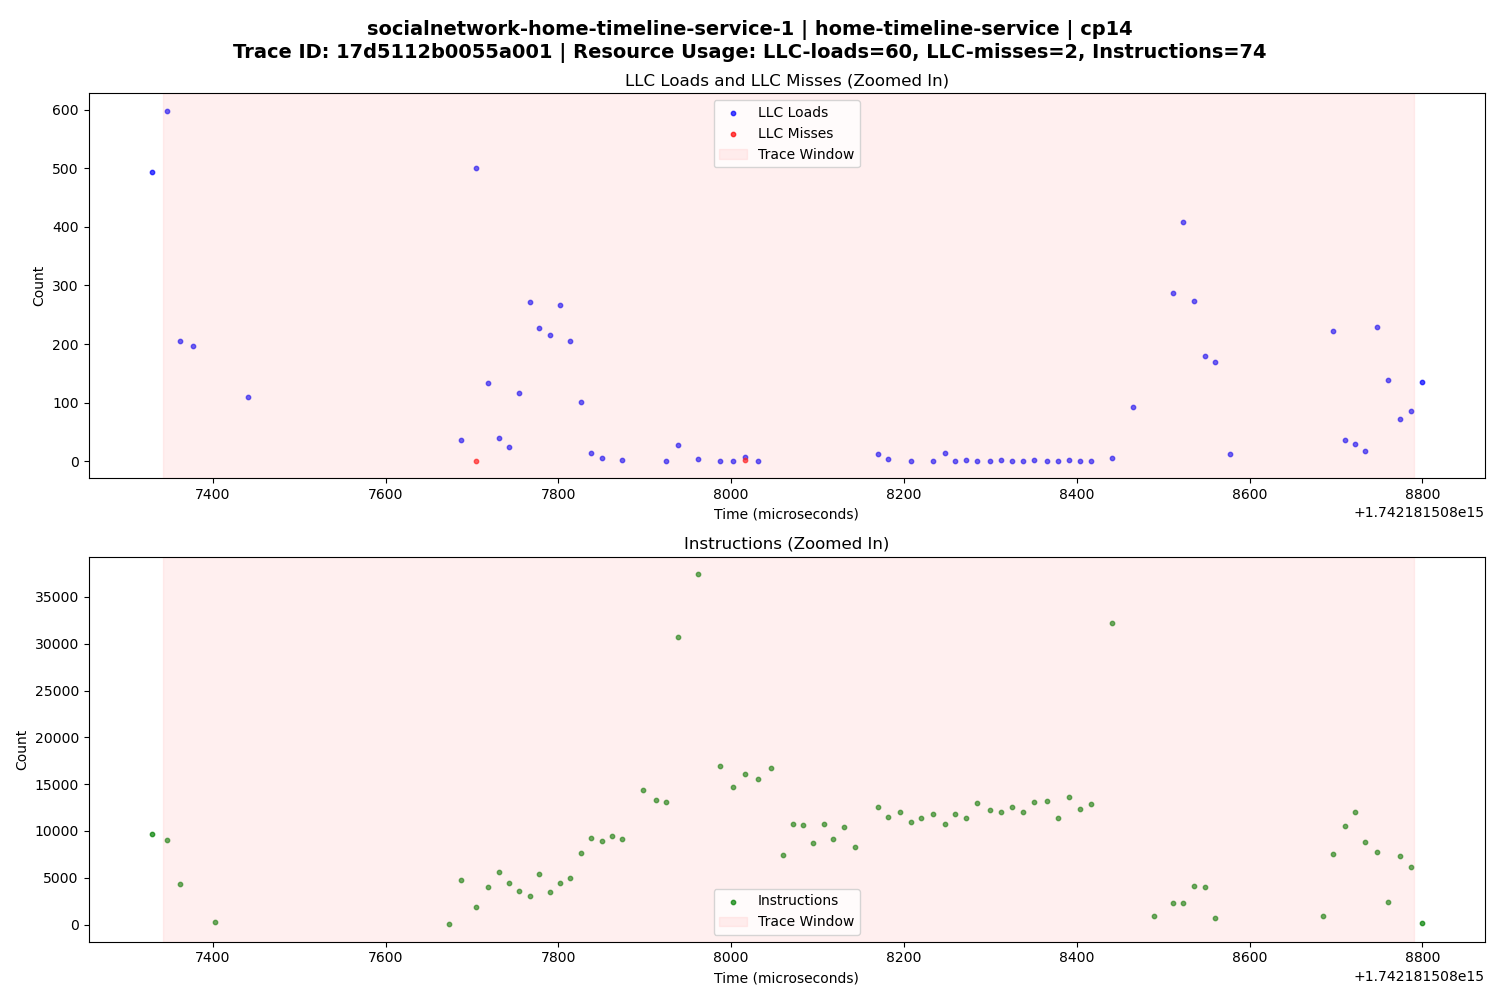 socialnetwork-home-timeline-service-1 | home-timeline-service | cp14
Trace ID: 17d5112b0055a001 | Resource Usage: LLC-loads=60, LLC-misses=2, Instructions=74
LLC Loads and LLC Misses (Zoomed In)
600
500
400
300
200
100
0
Count
LLC Loads
LLC Misses
Trace Window
7400 7600 7800 8000 8200 8400 8600 8800
Time (microseconds)
+1.742181508e15
Instructions (Zoomed In)
35000
30000
25000
20000
15000
10000
5000
0
Count
Instructions
Trace Window
7400 7600 7800 8000 8200 8400 8600 8800
Time (microseconds)
+1.742181508e15